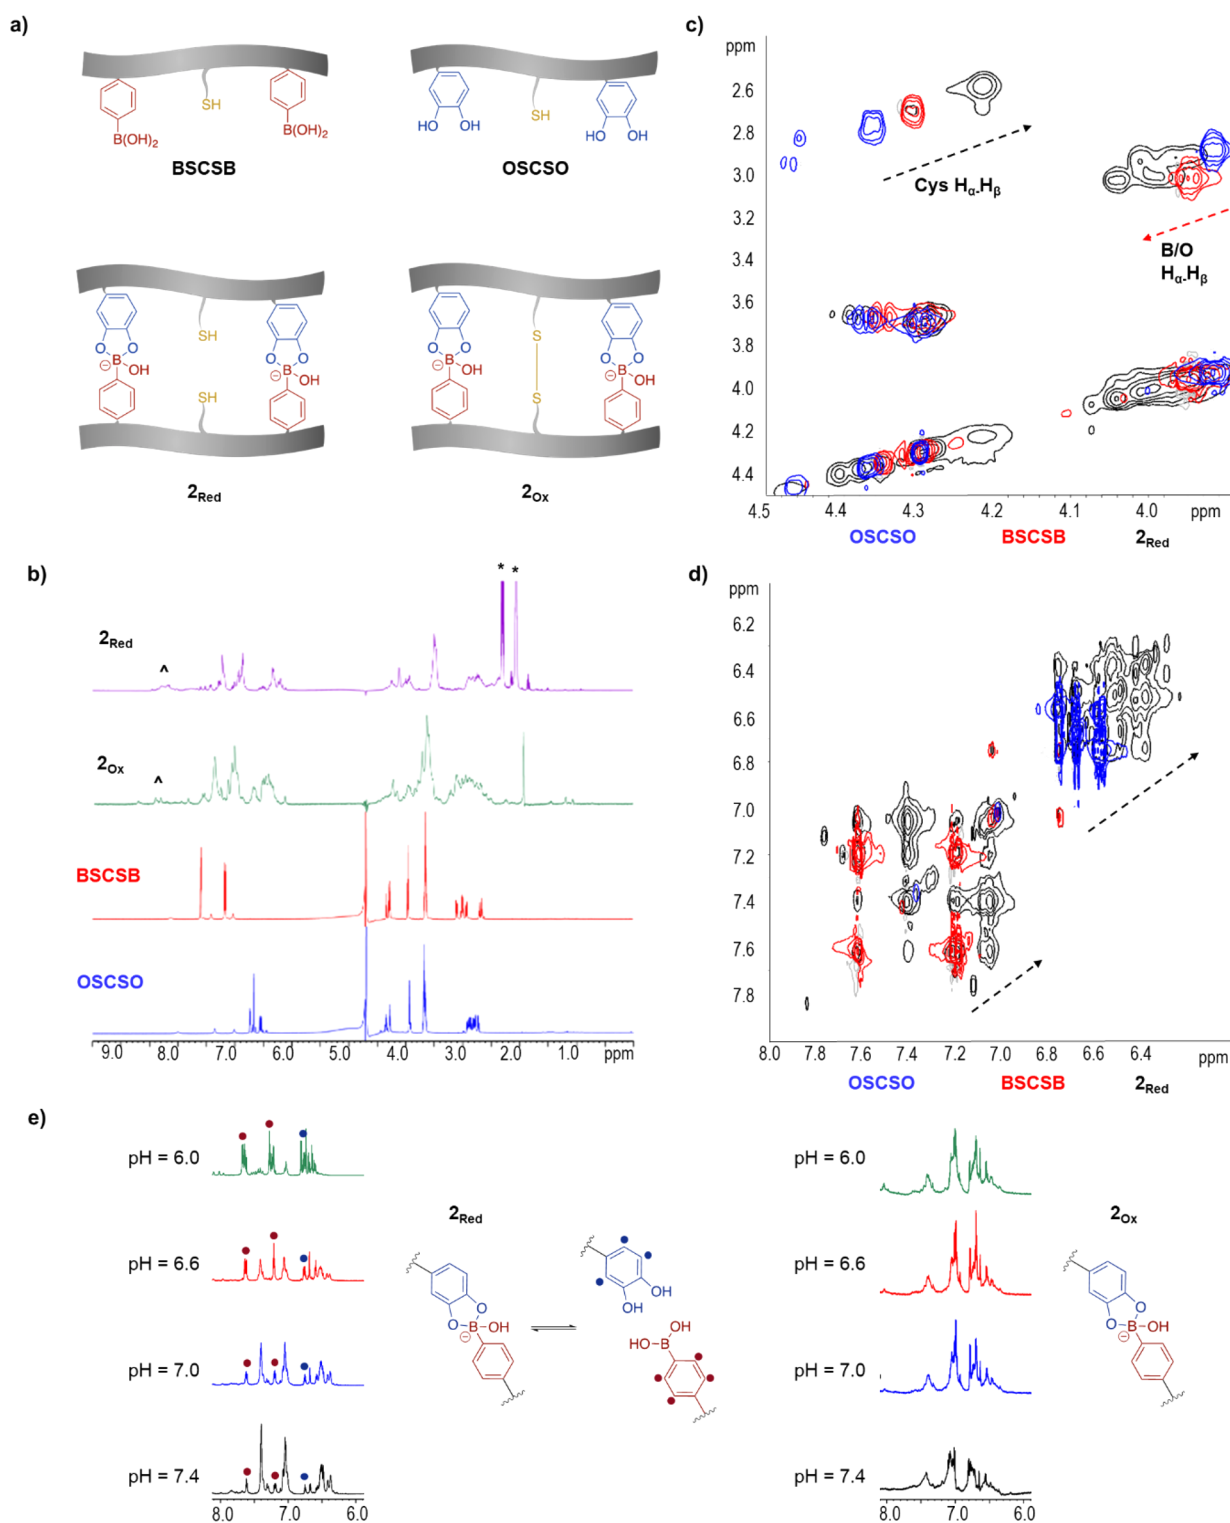 a)
SH
B(OH)2
B(OH)2
BSCSB
HO
OH
SH
HO
OH
OSCSO
O
O
B
OH
SH
SH
O
O
B
OH
2Red
O
O
B
OH
S
S
O
O
B
OH
2Ox
b)
2Red
^
* *
2Ox
^
BSCSB
OSCSO
9.0 7.0 6.0 4.0 3.0 2.0 1.0 ppm
c)
ppm
2.6
2.8
3.0
3.2
3.4
3.6
3.8
4.0
4.2
4.4
Cys Hα-Hβ
B/O
Hα-Hβ
4.5 4.4 4.3 4.2 4.1 4.0 ppm
OSCSO BSCSB 2Red
d)
ppm
6.2
6.4
6.6
6.8
7.0
7.2
7.4
7.6
7.8
8.0 7.8 7.6 7.4 7.2 7.0 6.8 6.6 6.4 ppm
OSCSO BSCSB 2Red
e)
pH = 6.0
pH = 6.6
pH = 7.0
pH = 7.4
8.0 7.0 6.0
2Red
O
O
B
OH
OH
OH
OH
HO
B
pH = 6.0
pH = 6.6
pH = 7.0
pH = 7.4
8.0 7.0 6.0
2Ox
O
O
B
OH